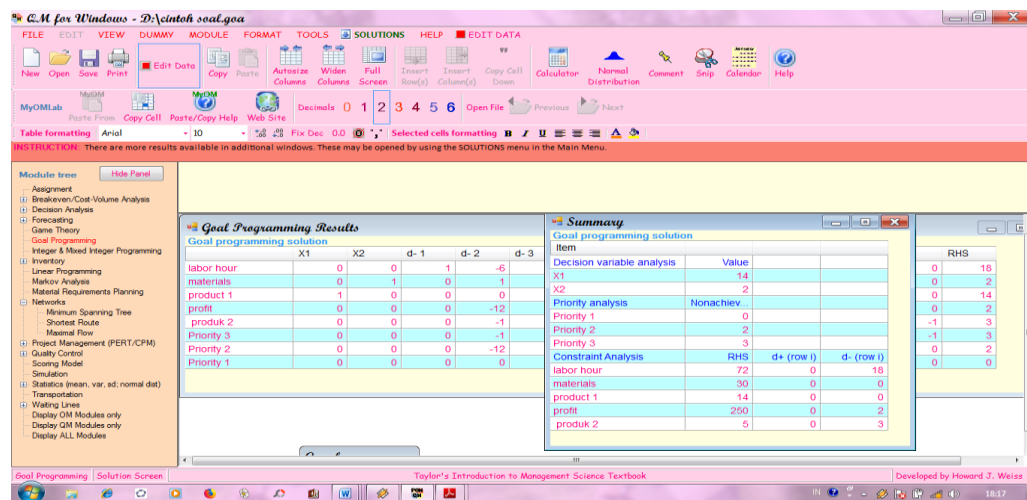 QM for Windows - D:\cintoh soal.goa
FILE EDIT VIEW DUMMY MODULE FORMAT TOOLS SOLUTIONS HELP EDIT DATA
New Open Save Print Edit Data Copy Paste Autosize Columns Widen Columns Full Screen Insert Row(s) Insert Column(s) Copy Cell Down Calculator Normal Distribution Comment Snip Calendar Help
MyOMLab Paste From Copy Cell Paste/Copy Help Web Site Decimals 0 1 2 3 4 5 6 Open File Previous Next
Table formatting Arial 10 Fix Dec 0.0 Selected cells formatting B I U
INSTRUCTION: There are more results available in additional windows. These may be opened by using the SOLUTIONS menu in the Main Menu.
Module tree Hide Panel
Assignment
Breakeven/Cost-Volume Analysis
Decision Analysis
Forecasting
Game Theory
Goal Programming
Integer & Mixed Integer Programming
Inventory
Linear Programming
Markov Analysis
Material Requirements Planning
Networks
Minimum Spanning Tree
Shortest Route
Maximal Flow
Project Management (PERT/CPM)
Quality Control
Scoring Model
Simulation
Statistics (mean, var, sd; normal dist)
Transportation
Waiting Lines
Display OM Modules only
Display QM Modules only
Display ALL Modules
Goal Programming Results
Goal programming solution
X1 X2 d- 1 d- 2 d- 3 RHS
labor hour 0 0 1 -6 0 18
materials 0 1 0 1 0 2
product 1 1 0 0 0 0 14
profit 0 0 0 -12 0 2
produk 2 0 0 0 -1 -1 3
Priority 3 0 0 0 -1 -1 3
Priority 2 0 0 0 -12 0 2
Priority 1 0 0 0 0 0 0
Summary
Goal programming solution
Item
Decision variable analysis Value
X1 14
X2 2
Priority analysis Nonachiev...
Priority 1 0
Priority 2 2
Priority 3 3
Constraint Analysis RHS d+ (row i) d- (row i)
labor hour 72 0 18
materials 30 0 0
product 1 14 0 0
profit 250 0 2
produk 2 5 0 3
Goal Programming Solution Screen Taylor's Introduction to Management Science Textbook Developed by Howard J. Weiss
IN 18:17